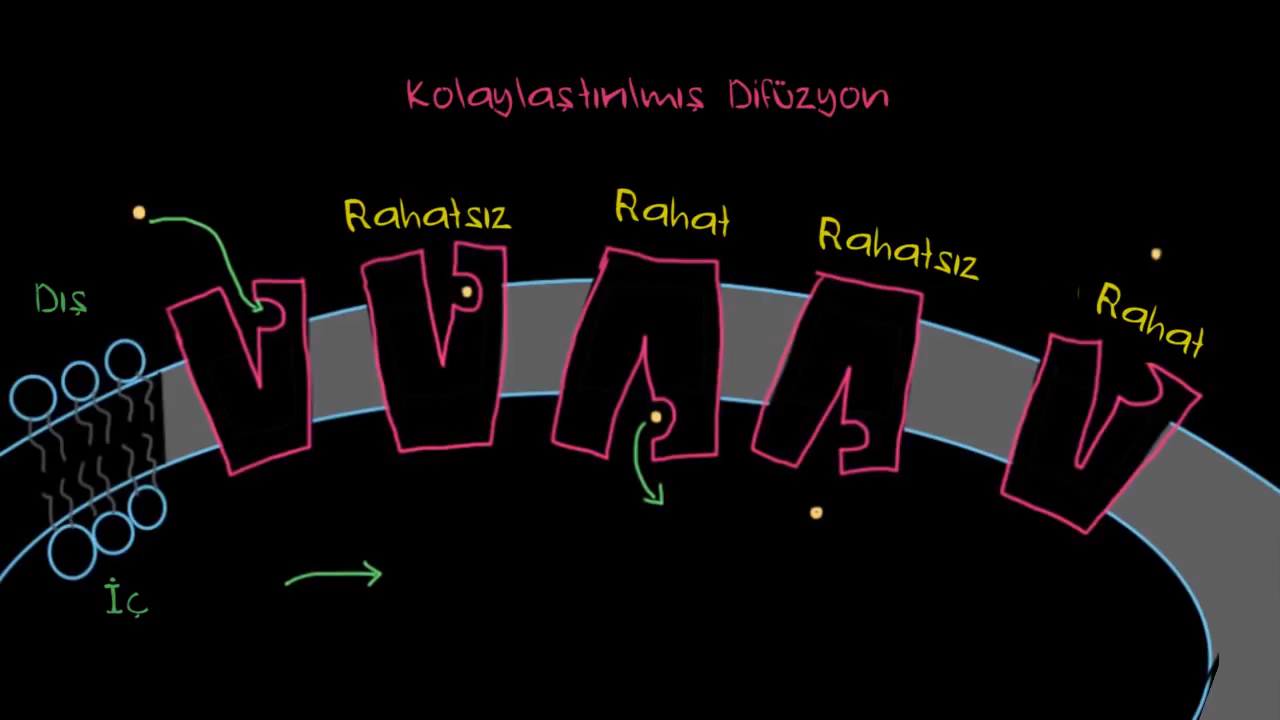 Kolaylaştırılmış Difüzyon
Rahatsız
Rahat
Rahatsız
Rahat
Dış
İç